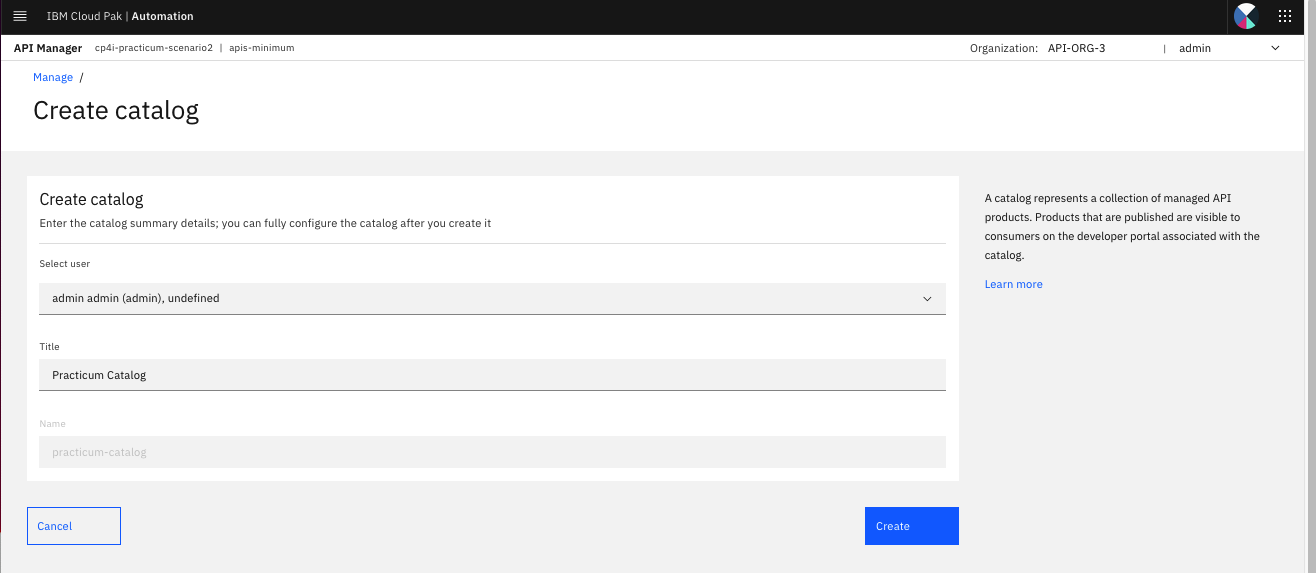 IBM Cloud Pak | Automation
API Manager cp4i-practicum-scenario2 | apis-minimum Organization: API-ORG-3 | admin
Manage /
Create catalog
Create catalog
Enter the catalog summary details; you can fully configure the catalog after you create it
Select user
admin admin (admin), undefined
Title
Practicum Catalog
Name
practicum-catalog
Cancel
Create
A catalog represents a collection of managed API
products. Products that are published are visible to
consumers on the developer portal associated with the
catalog.
Learn more